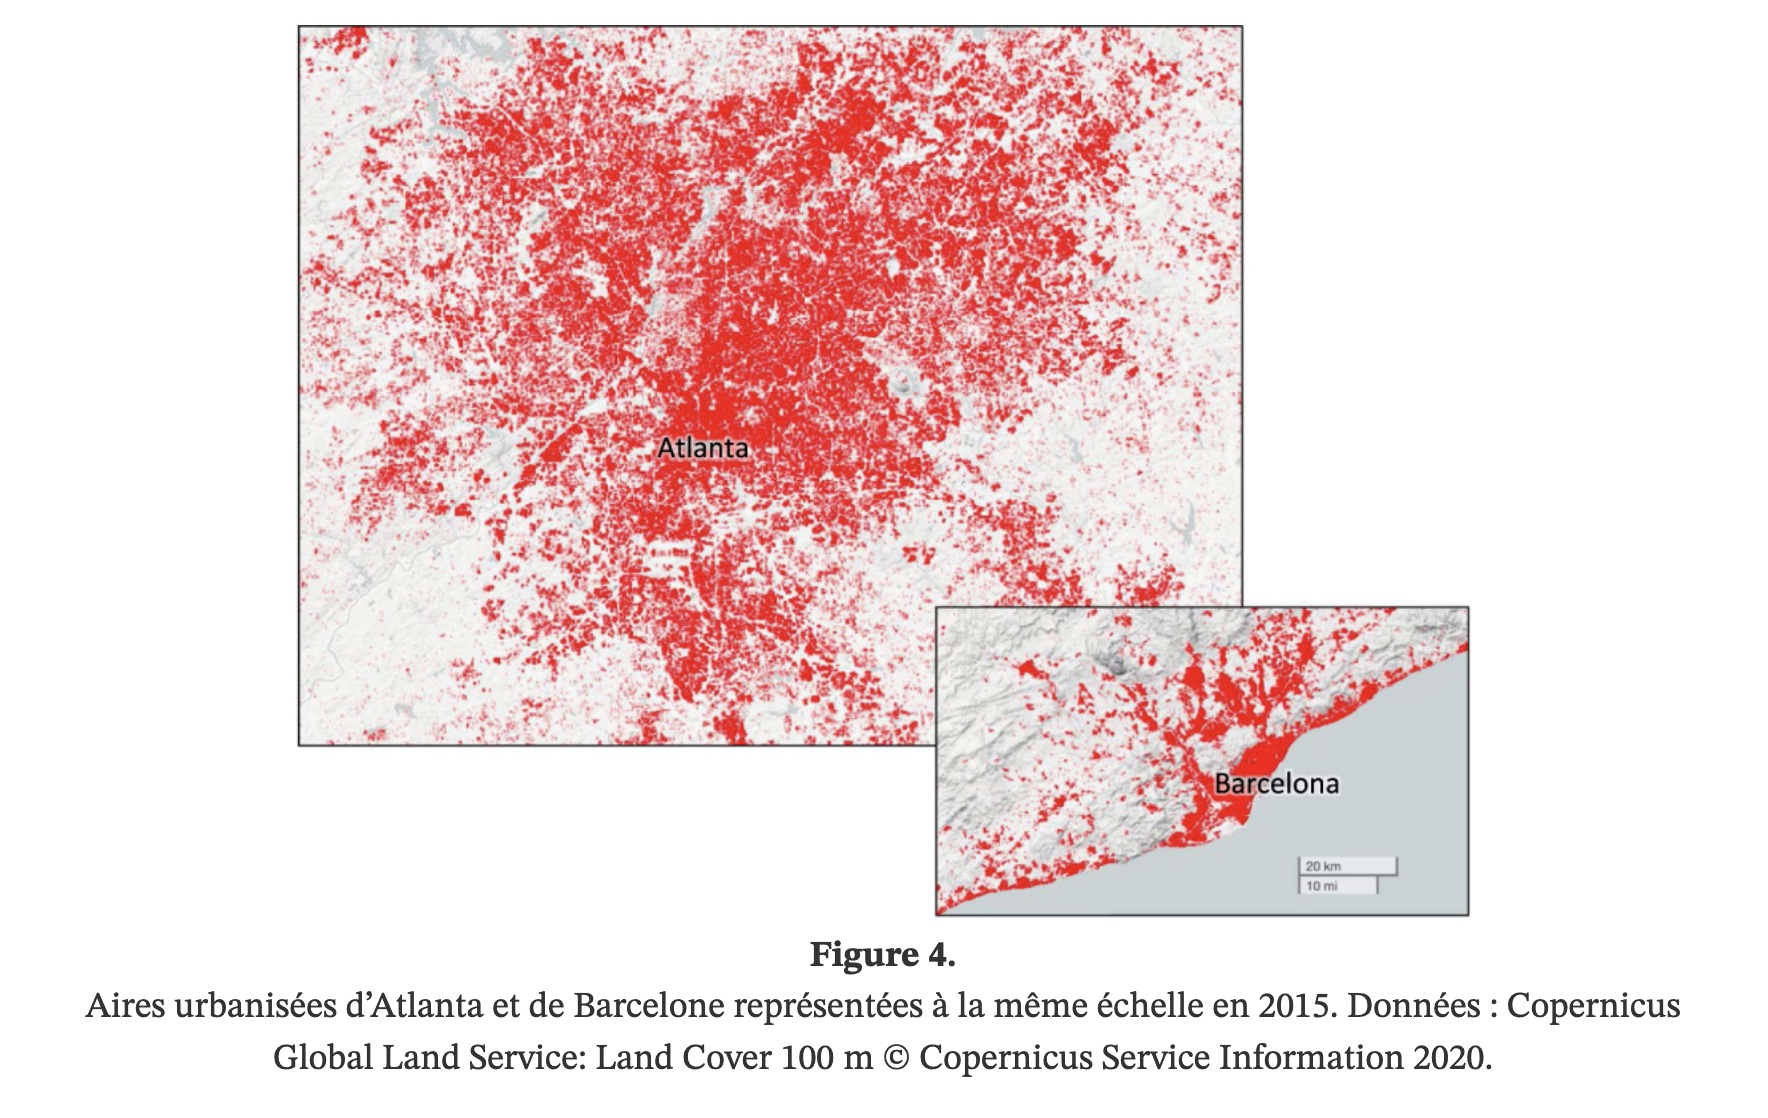 Atlanta
Barcelona
20 km
10 mi
Figure 4.
Aires urbanisées d’Atlanta et de Barcelone représentées à la même échelle en 2015. Données : Copernicus
Global Land Service: Land Cover 100 m © Copernicus Service Information 2020.